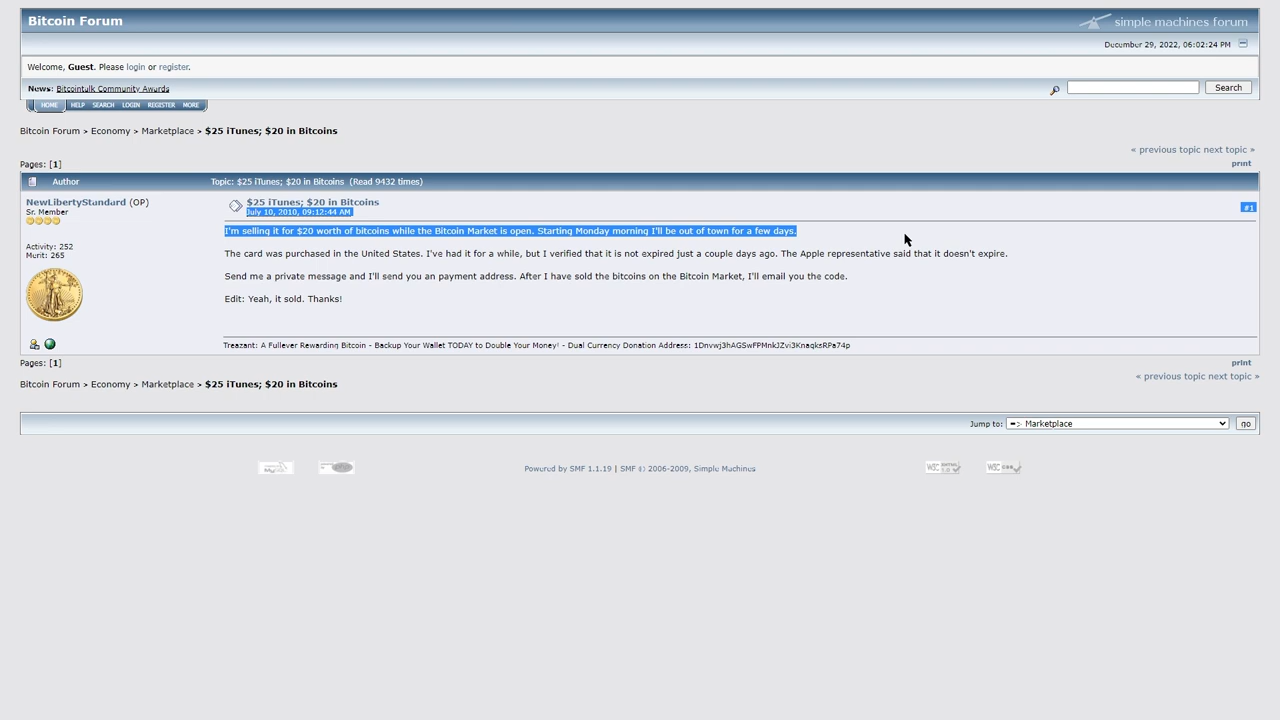 Bitcoin Forum
simple machines forum
December 29, 2022, 06:02:24 PM
Welcome, Guest. Please login or register.
News: Bitcointalk Community Awards
Search
HOME HELP SEARCH LOGIN REGISTER MORE
Bitcoin Forum > Economy > Marketplace > $25 iTunes; $20 in Bitcoins
« previous topic next topic »
Pages: [1]
print
Author
Topic: $25 iTunes; $20 in Bitcoins (Read 9432 times)
NewLibertyStandard (OP)
Sr. Member
Activity: 252
Merit: 265
$25 iTunes; $20 in Bitcoins
July 10, 2010, 09:12:44 AM
#1
I'm selling it for $20 worth of bitcoins while the Bitcoin Market is open. Starting Monday morning I'll be out of town for a few days.
The card was purchased in the United States. I've had it for a while, but I verified that it is not expired just a couple days ago. The Apple representative said that it doesn't expire.
Send me a private message and I'll send you an payment address. After I have sold the bitcoins on the Bitcoin Market, I'll email you the code.
Edit: Yeah, it sold. Thanks!
Treazant: A Fullever Rewarding Bitcoin - Backup Your Wallet TODAY to Double Your Money! - Dual Currency Donation Address: 1Dnvwj3hAGSwFPMnkJZvi3KnaqksRPa74p
Pages: [1]
print
« previous topic next topic »
Bitcoin Forum > Economy > Marketplace > $25 iTunes; $20 in Bitcoins
Jump to: => Marketplace go
Powered by SMF 1.1.19 | SMF © 2006-2009, Simple Machines
W3C
W3C css